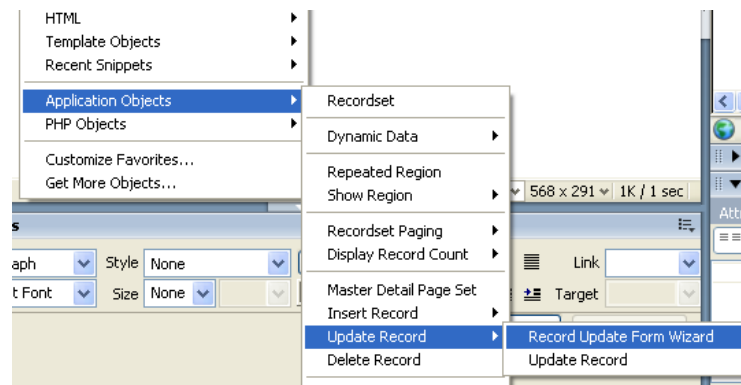 HTML
Template Objects
Recent Snippets
Application Objects
PHP Objects
Customize Favorites...
Get More Objects...
Recordset
Dynamic Data
Repeated Region
Show Region
Recordset Paging
Display Record Count
Master Detail Page Set
Insert Record
Update Record
Delete Record
Record Update Form Wizard
Update Record
568 x 291
1K / 1 sec
s
aph
Style
None
Link
t Font
Size
None
Target
Att